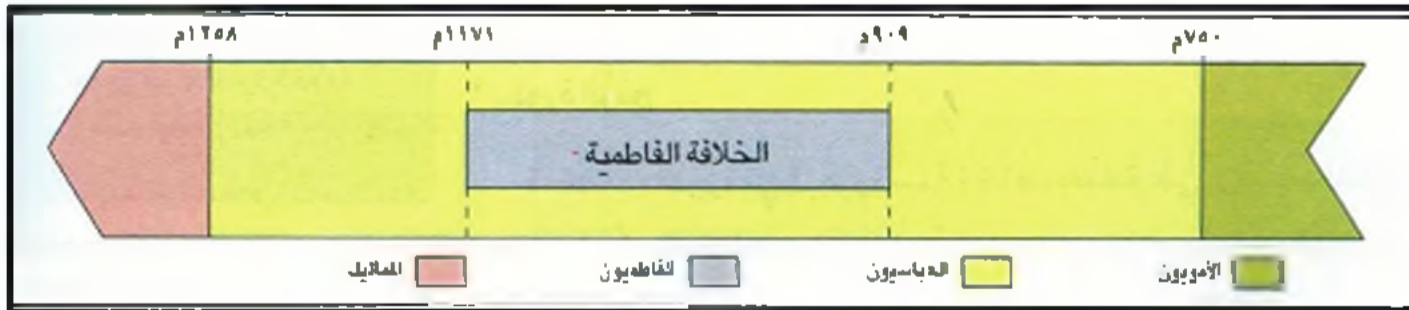 ٧٥٠م ٩٠٩م ١١٧١م ١٢٥٨م
الخلافة الفاطمية
الأمويون العباسيون الفاطميون المماليك